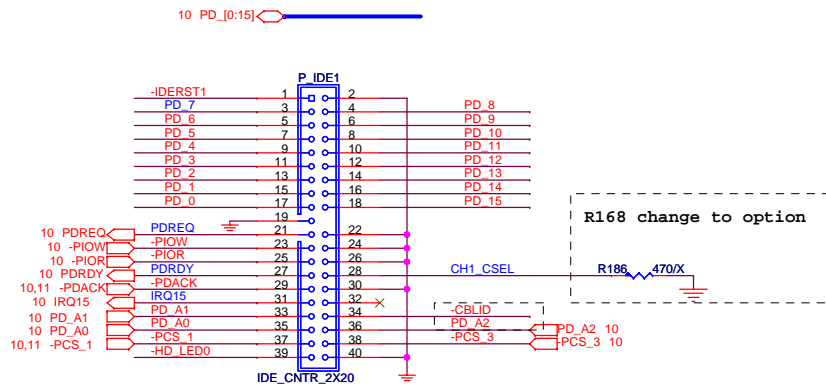 10 PD_[0:15]
P_IDE1
-IDERST1 1 2
PD_7 3 4 PD_8
PD_6 5 6 PD_9
PD_5 7 8 PD_10
PD_4 9 10 PD_11
PD_3 11 12 PD_12
PD_2 13 14 PD_13
PD_1 15 16 PD_14
PD_0 17 18 PD_15
19
R168 change to option
10 PDREQ PDREQ 21 22
10 -PIOW -PIOW 23 24
10 -PIOR -PIOR 25 26
10 PDRDY PDRDY 27 28 CH1_CSEL R186 470/X
10,11 -PDACK -PDACK 29 30
10 IRQ15 IRQ15 31 32
10 PD_A1 PD_A1 33 34 -CBLID
10 PD_A0 PD_A0 35 36 PD_A2 PD_A2 10
10,11 -PCS_1 -PCS_1 37 38 -PCS_3 -PCS_3 10
-HD_LED0 39 40
IDE_CNTR_2X20